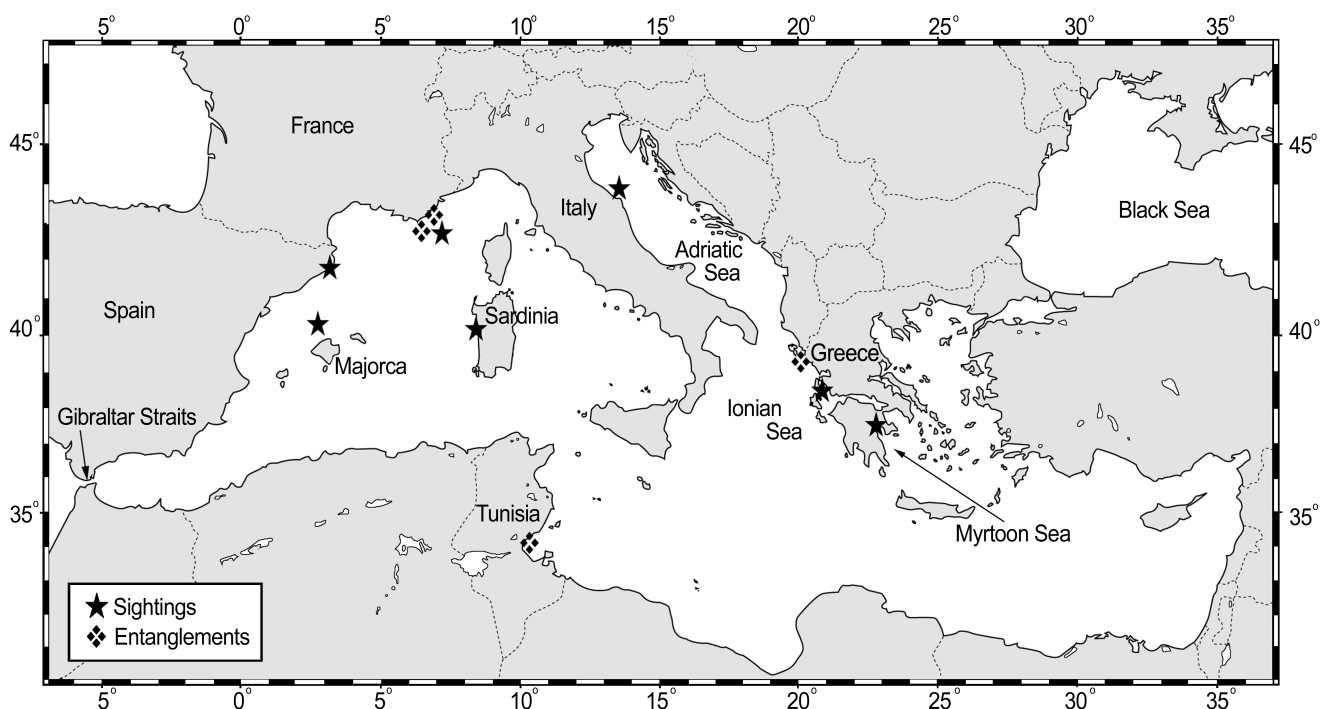 5° 0° 5° 10° 15° 20° 25° 30° 35°
45° 45°
France
Italy
Black Sea
Adriatic
Sea
Spain
Sardinia
40° 40°
Greece
Majorca
Ionian
Sea
Gibraltar Straits
35° 35°
Tunisia
Myrtoon Sea
Sightings
Entanglements
5° 0° 5° 10° 15° 20° 25° 30° 35°